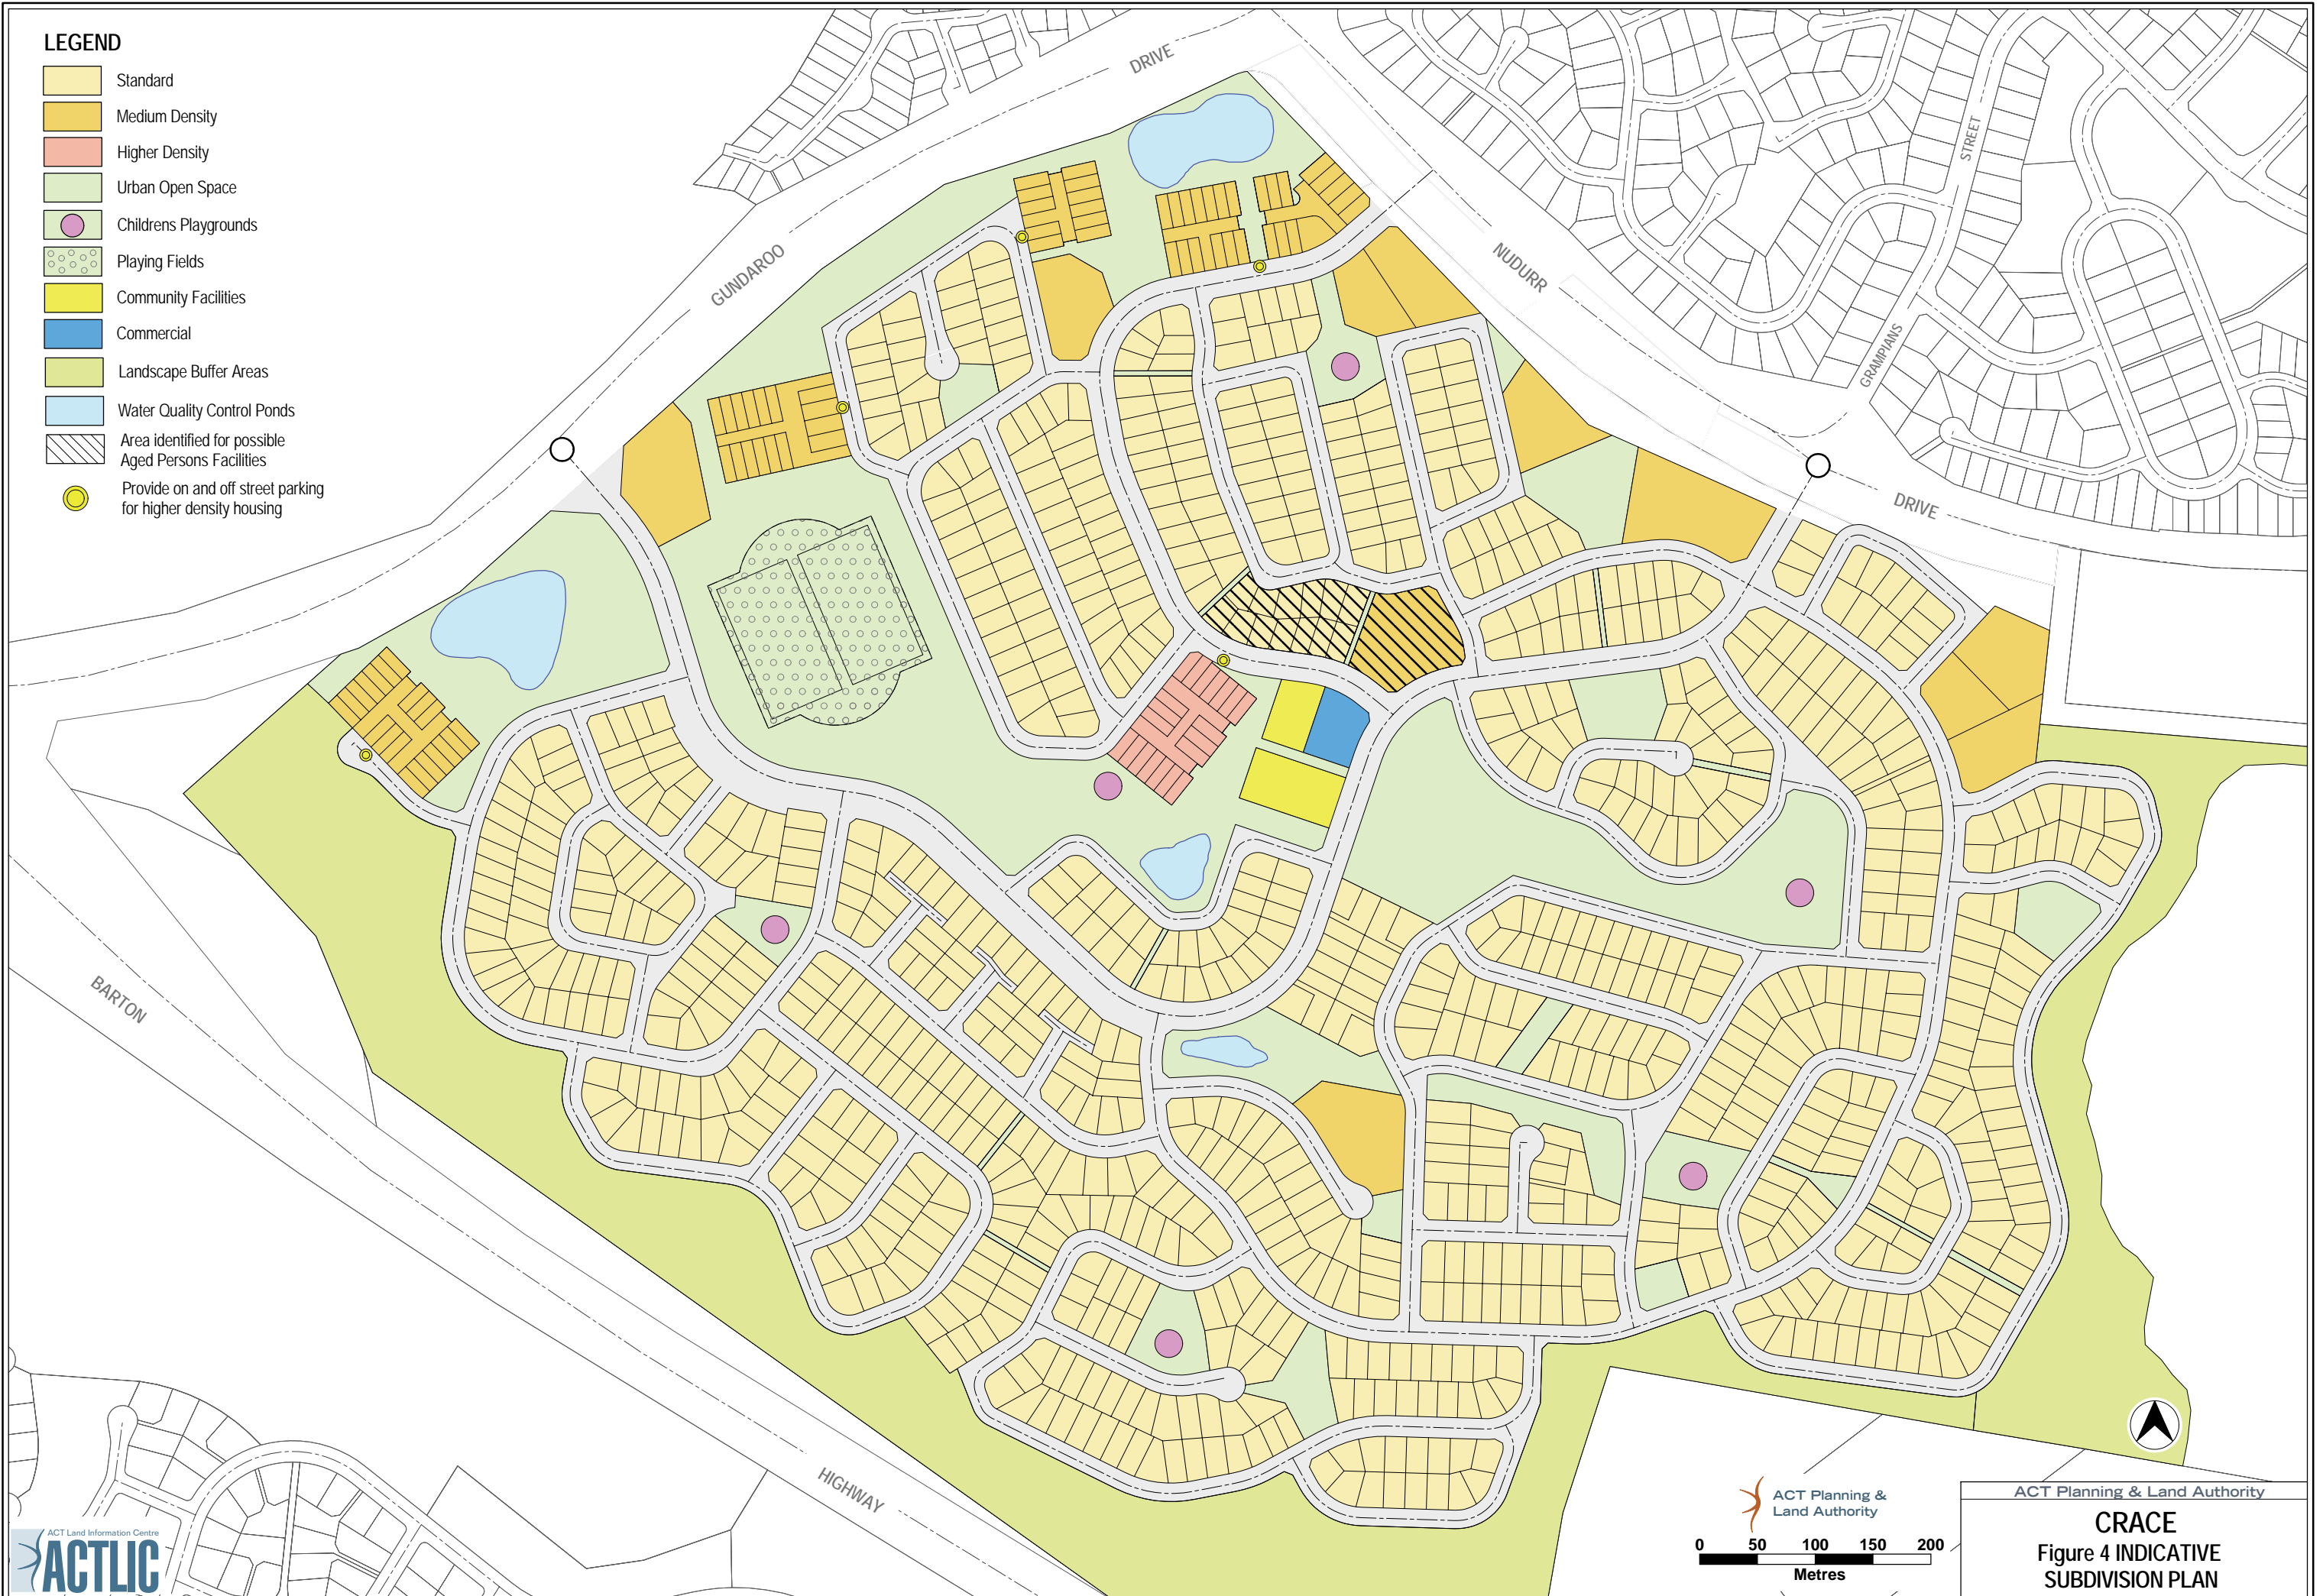 LEGEND
Standard
Medium Density
Higher Density
Urban Open Space
Childrens Playgrounds
Playing Fields
Community Facilities
Commercial
Landscape Buffer Areas
Water Quality Control Ponds
Area identified for possible
Aged Persons Facilities
Provide on and off street parking
for higher density housing
DRIVE
GUNDAROO
NUDURR
STREET
GRAMPIANS
DRIVE
BARTON
HIGHWAY
ACT Land Information Centre
ACTLIC
ACT Planning &
Land Authority
0 50 100 150 200
Metres
ACT Planning & Land Authority
CRACE
Figure 4 INDICATIVE
SUBDIVISION PLAN